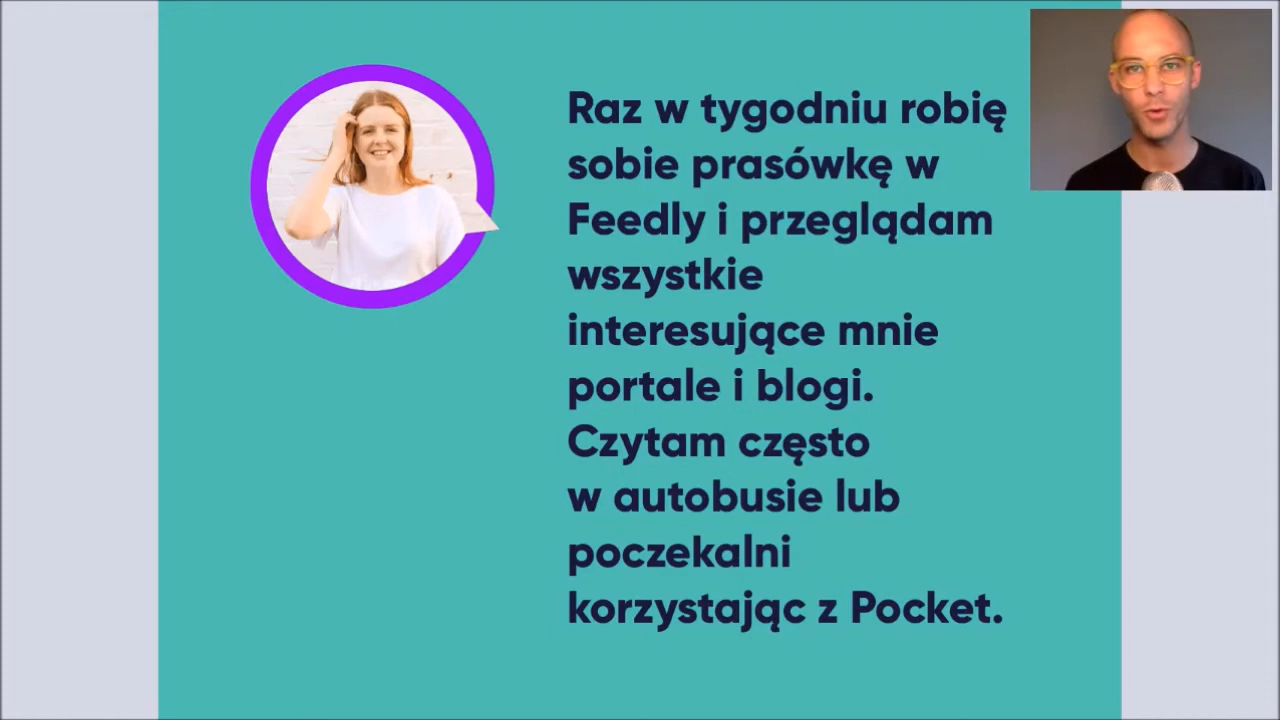 Raz w tygodniu robię
sobie prasówkę w
Feedly i przeglądam
wszystkie
interesujące mnie
portale i blogi.
Czytam często
w autobusie lub
poczekalni
korzystając z Pocket.